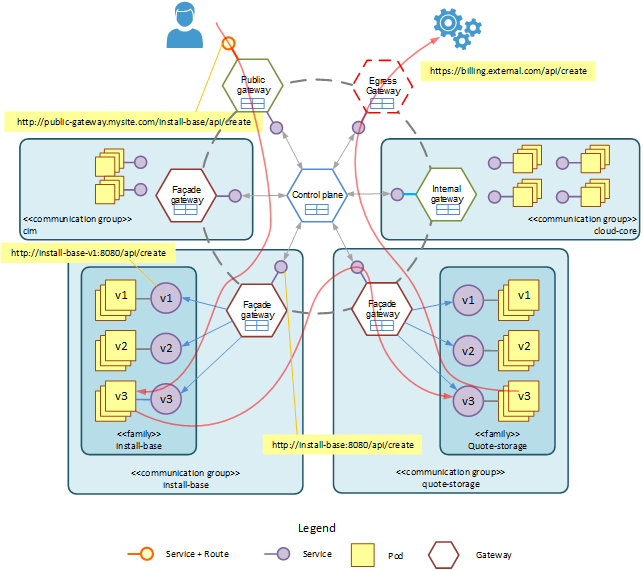 https://billing.external.com/api/create
Public
gateway
Egress
Gateway
http://public-gateway.mysite.com/install-base/api/create
Façade
gateway
Control plane
Internal
gateway
<<communication group>>
cim
<<communication group>>
cloud-core
http://install-base-v1:8080/api/create
v1
v1
v2
v2
v3
v3
Façade
gateway
Façade
gateway
v1
v1
v2
v2
v3
v3
<<family>>
install-base
http://install-base:8080/api/create
<<family>>
Quote-storage
<<communication group>>
install-base
<<communication group>>
quote-storage
Legend
Service + Route
Service
Pod
Gateway